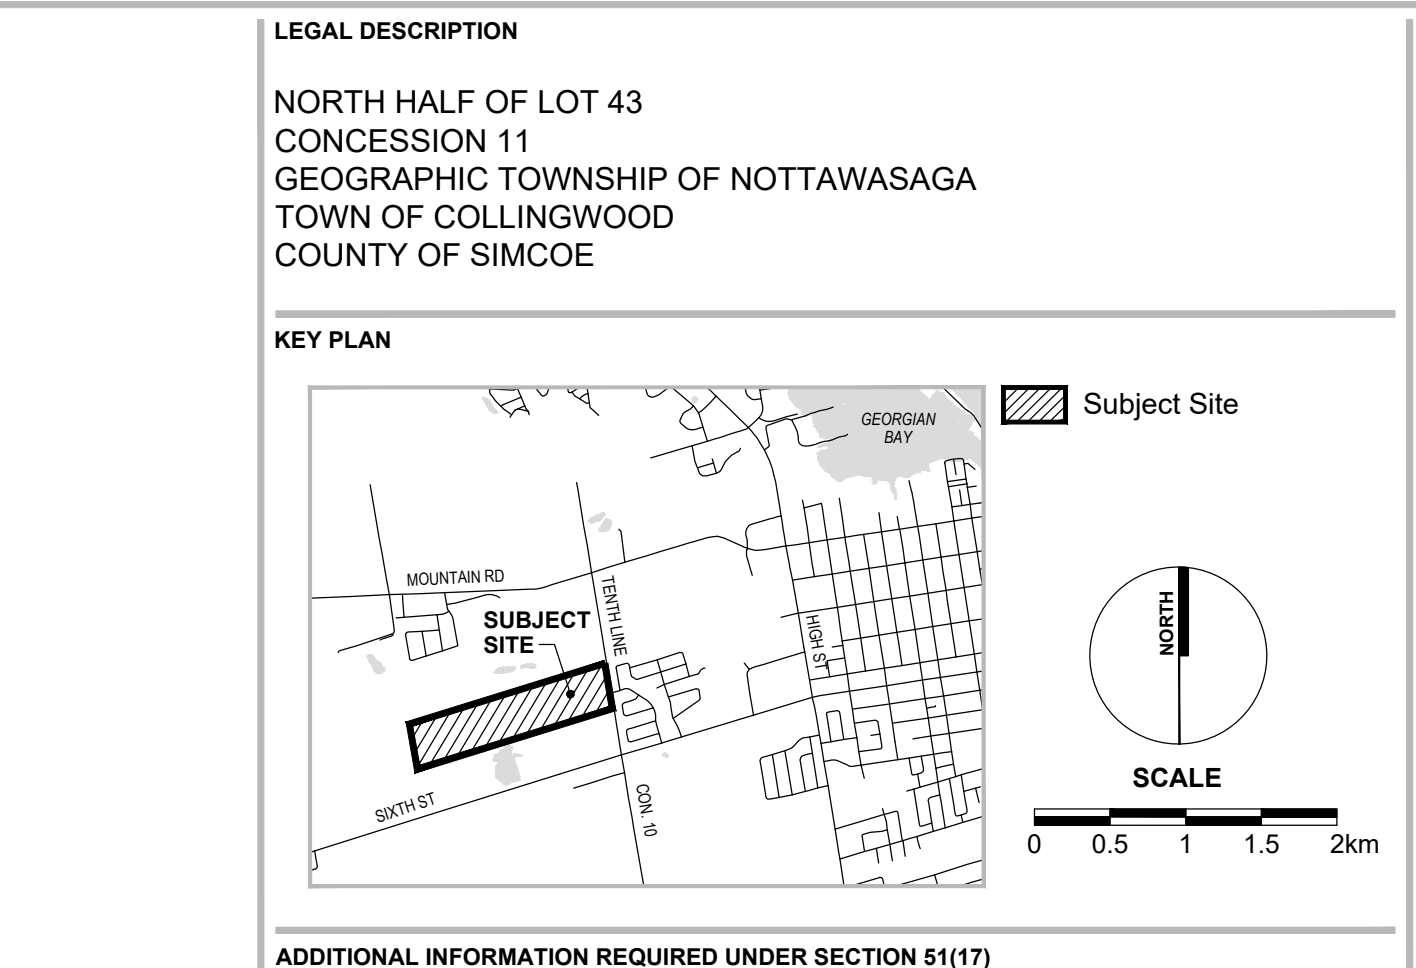 LEGAL DESCRIPTION
NORTH HALF OF LOT 43
CONCESSION 11
GEOGRAPHIC TOWNSHIP OF NOTTAWASAGA
TOWN OF COLLINGWOOD
COUNTY OF SIMCOE
KEY PLAN
GEORGIAN
BAY
Subject Site
MOUNTAIN RD
TENTH LINE
SUBJECT
SITE
HIGH ST
NORTH
SIXTH ST
CON. 10
SCALE
0 0.5 1 1.5 2km
ADDITIONAL INFORMATION REQUIRED UNDER SECTION 51(17)